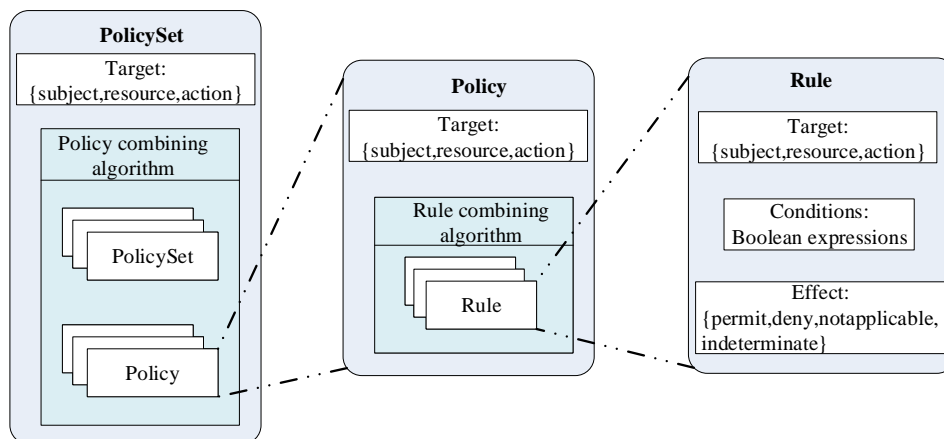 PolicySet
Target:
{subject,resource,action}
Policy combining
algorithm
PolicySet
Policy
Policy
Target:
{subject,resource,action}
Rule combining
algorithm
Rule
Rule
Target:
{subject,resource,action}
Conditions:
Boolean expressions
Effect:
{permit,deny,notapplicable,
indeterminate}